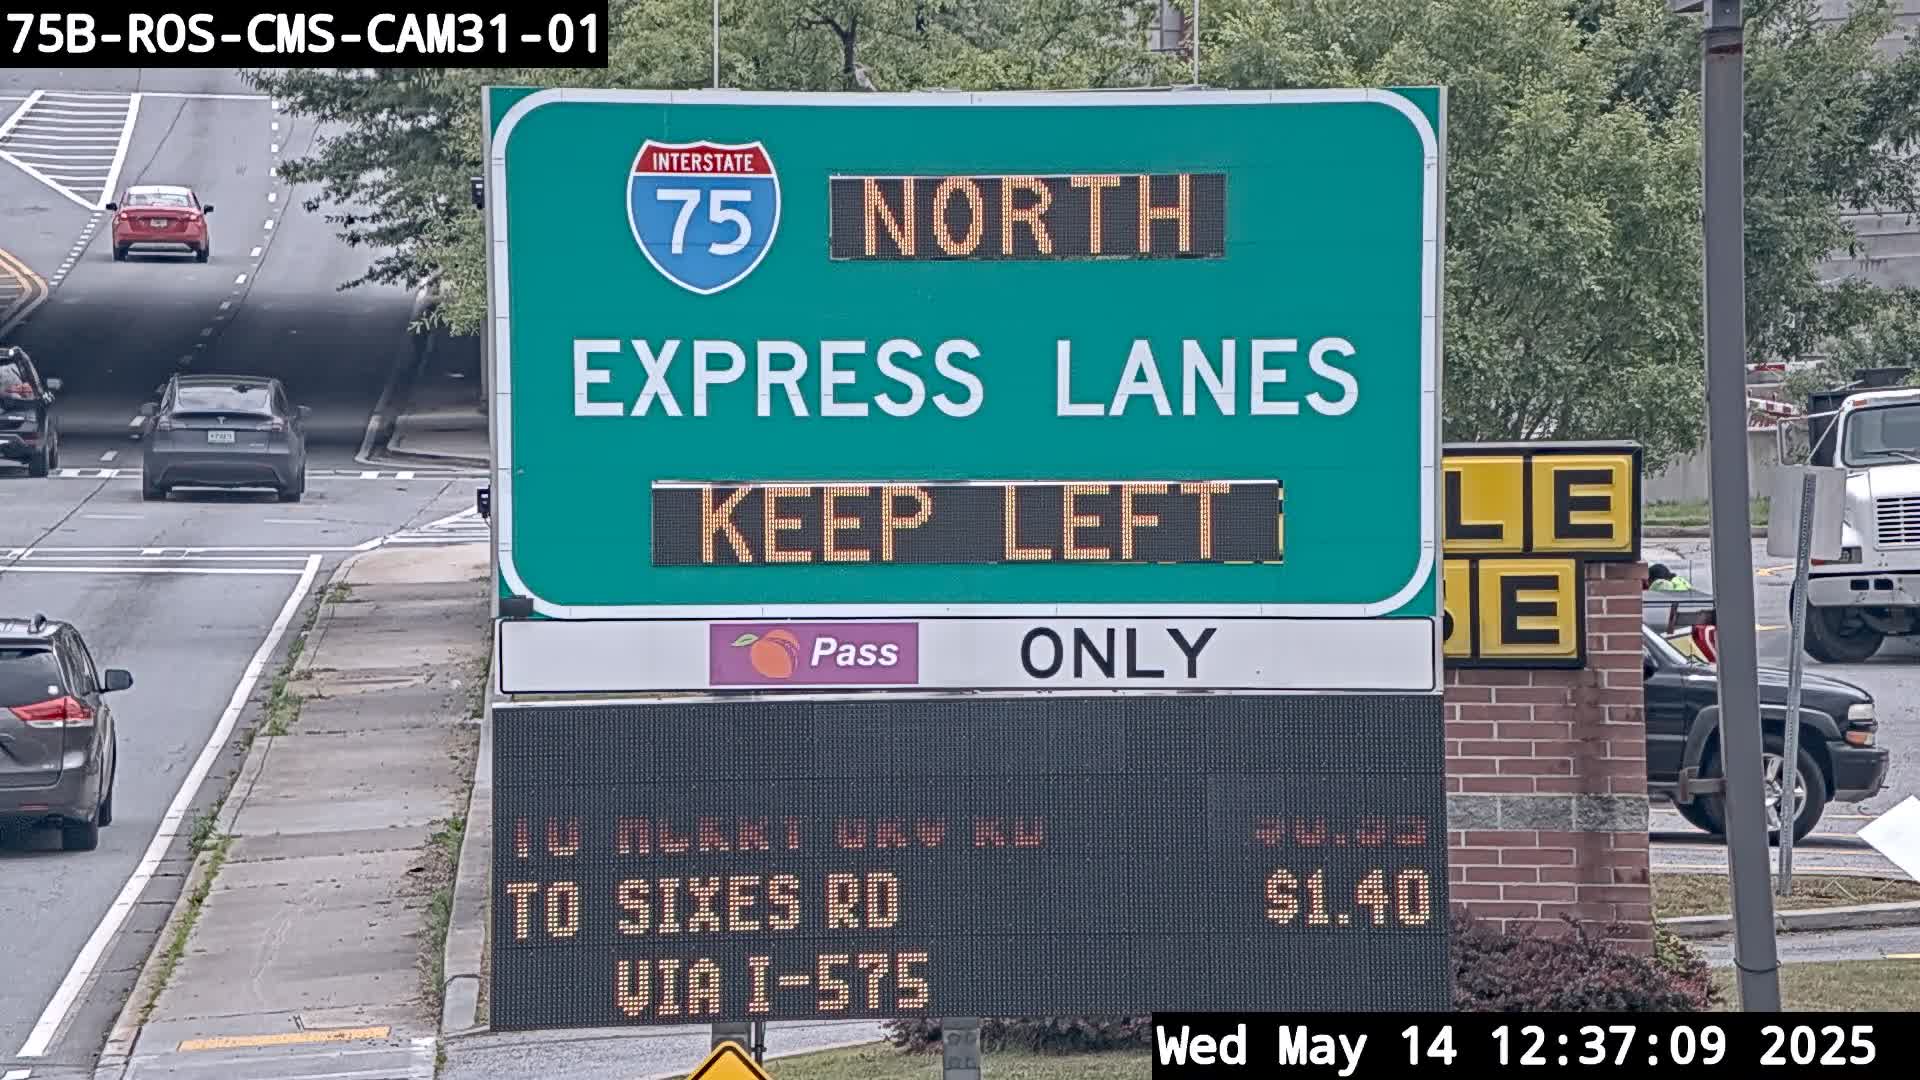 75B-ROS-CMS-CAM31-01
INTERSTATE
75
NORTH
EXPRESS LANES
KEEP LEFT
Pass ONLY
TO SIXES RD $1.40
VIA I-575
LE
E
Wed May 14 12:37:09 2025